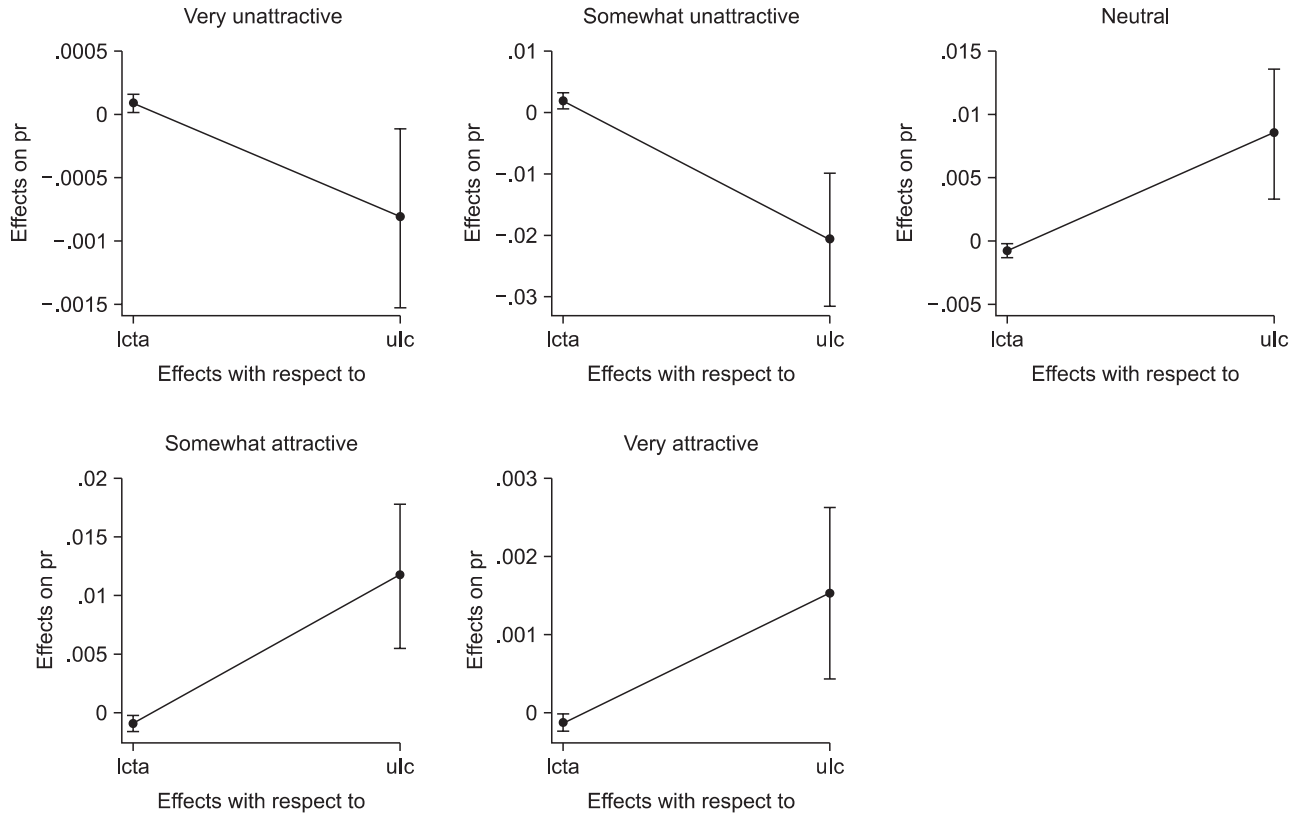 Very unattractive
Effects on pr
.0005
0
−.0005
−.001
−.0015
lcta
ulc
Effects with respect to
Somewhat unattractive
Effects on pr
.01
0
−.01
−.02
−.03
lcta
ulc
Effects with respect to
Neutral
Effects on pr
.015
.01
.005
0
−.005
lcta
ulc
Effects with respect to
Somewhat attractive
Effects on pr
.02
.015
.01
.005
0
lcta
ulc
Effects with respect to
Very attractive
Effects on pr
.003
.002
.001
0
lcta
ulc
Effects with respect to